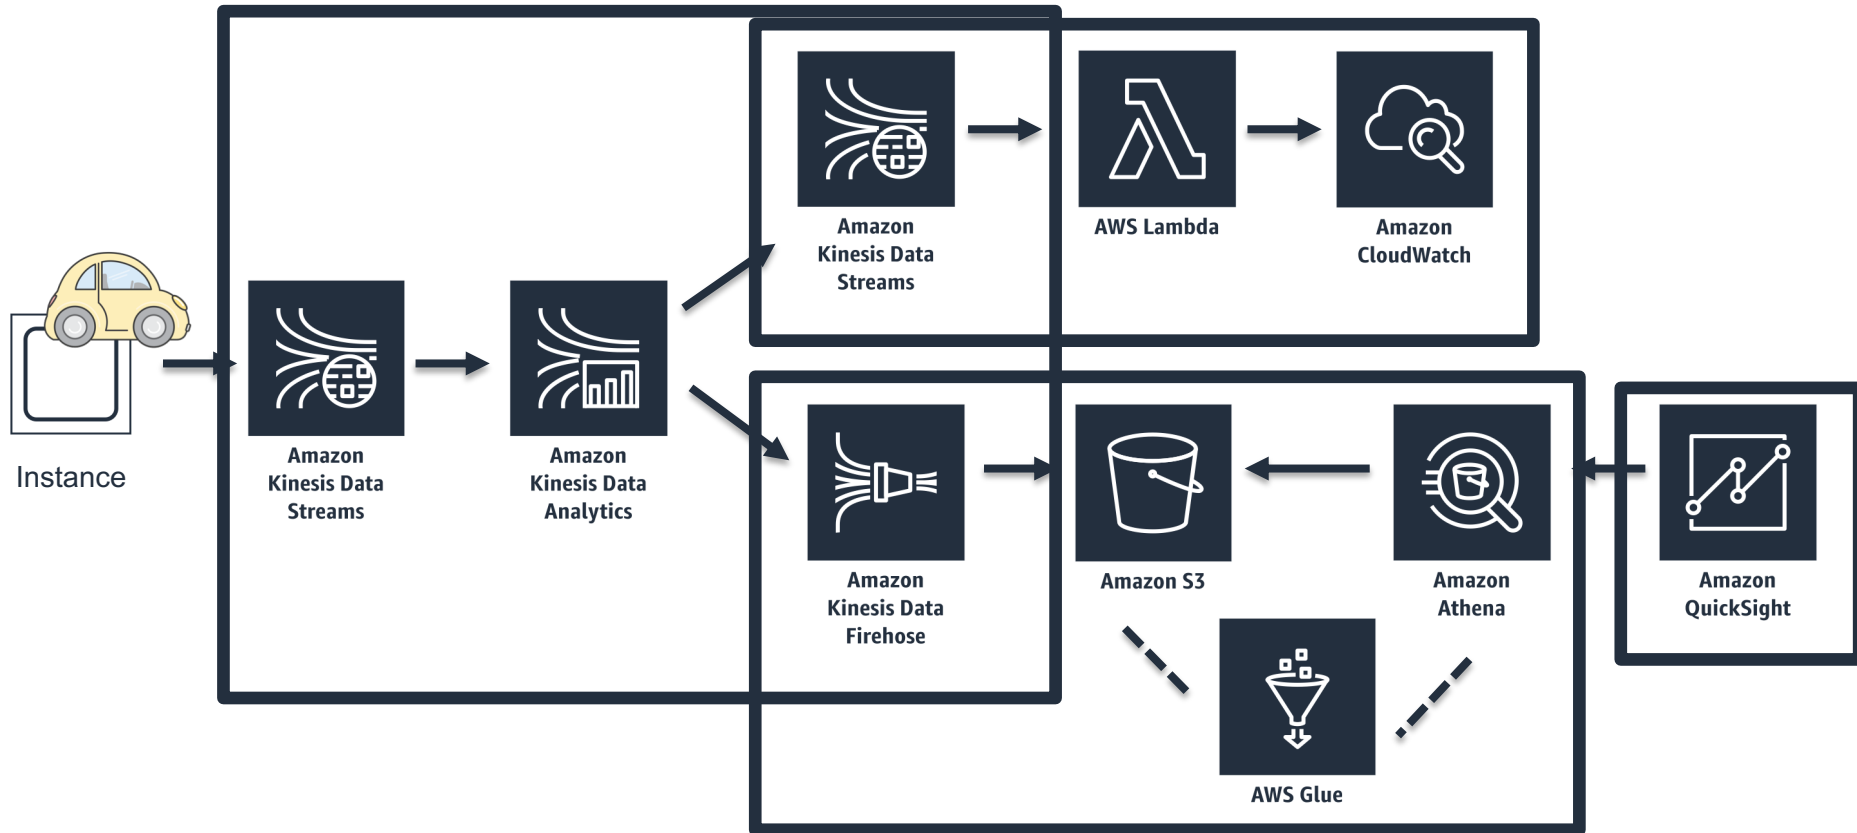 Instance
Amazon
Kinesis Data
Streams
Amazon
Kinesis Data
Analytics
Amazon
Kinesis Data
Streams
AWS Lambda
Amazon
CloudWatch
Amazon
Kinesis Data
Firehose
Amazon S3
Amazon
Athena
AWS Glue
Amazon
QuickSight